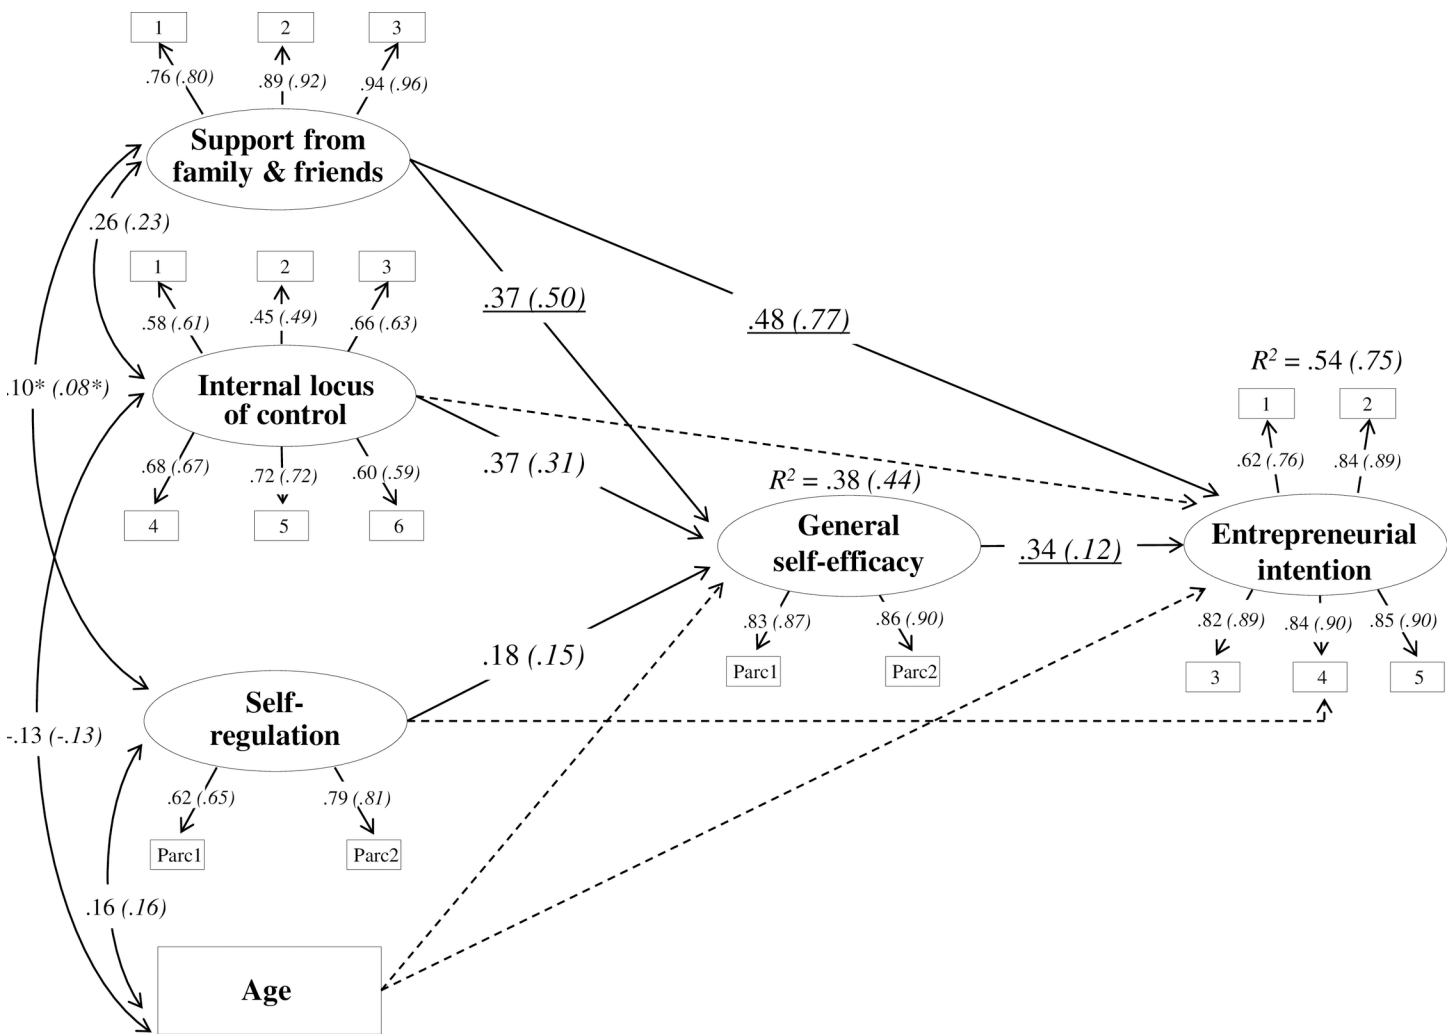 1
2
3
.76 (.80)
.89 (.92)
.94 (.96)
Support from
family & friends
.26 (.23)
1
2
3
.58 (.61)
.45 (.49)
.66 (.63)
.37 (.50)
.48 (.77)
R² = .54 (.75)
.10* (.08*)
Internal locus
of control
1
2
.68 (.67)
.72 (.72)
.60 (.59)
.37 (.31)
.62 (.76)
.84 (.89)
4
5
6
R² = .38 (.44)
General
self-efficacy
.34 (.12)
Entrepreneurial
intention
.83 (.87)
.86 (.90)
.82 (.89)
.84 (.90)
.85 (.90)
.18 (.15)
Parc1
Parc2
3
4
5
Self-
regulation
-.13 (-.13)
.62 (.65)
.79 (.81)
Parc1
Parc2
.16 (.16)
Age